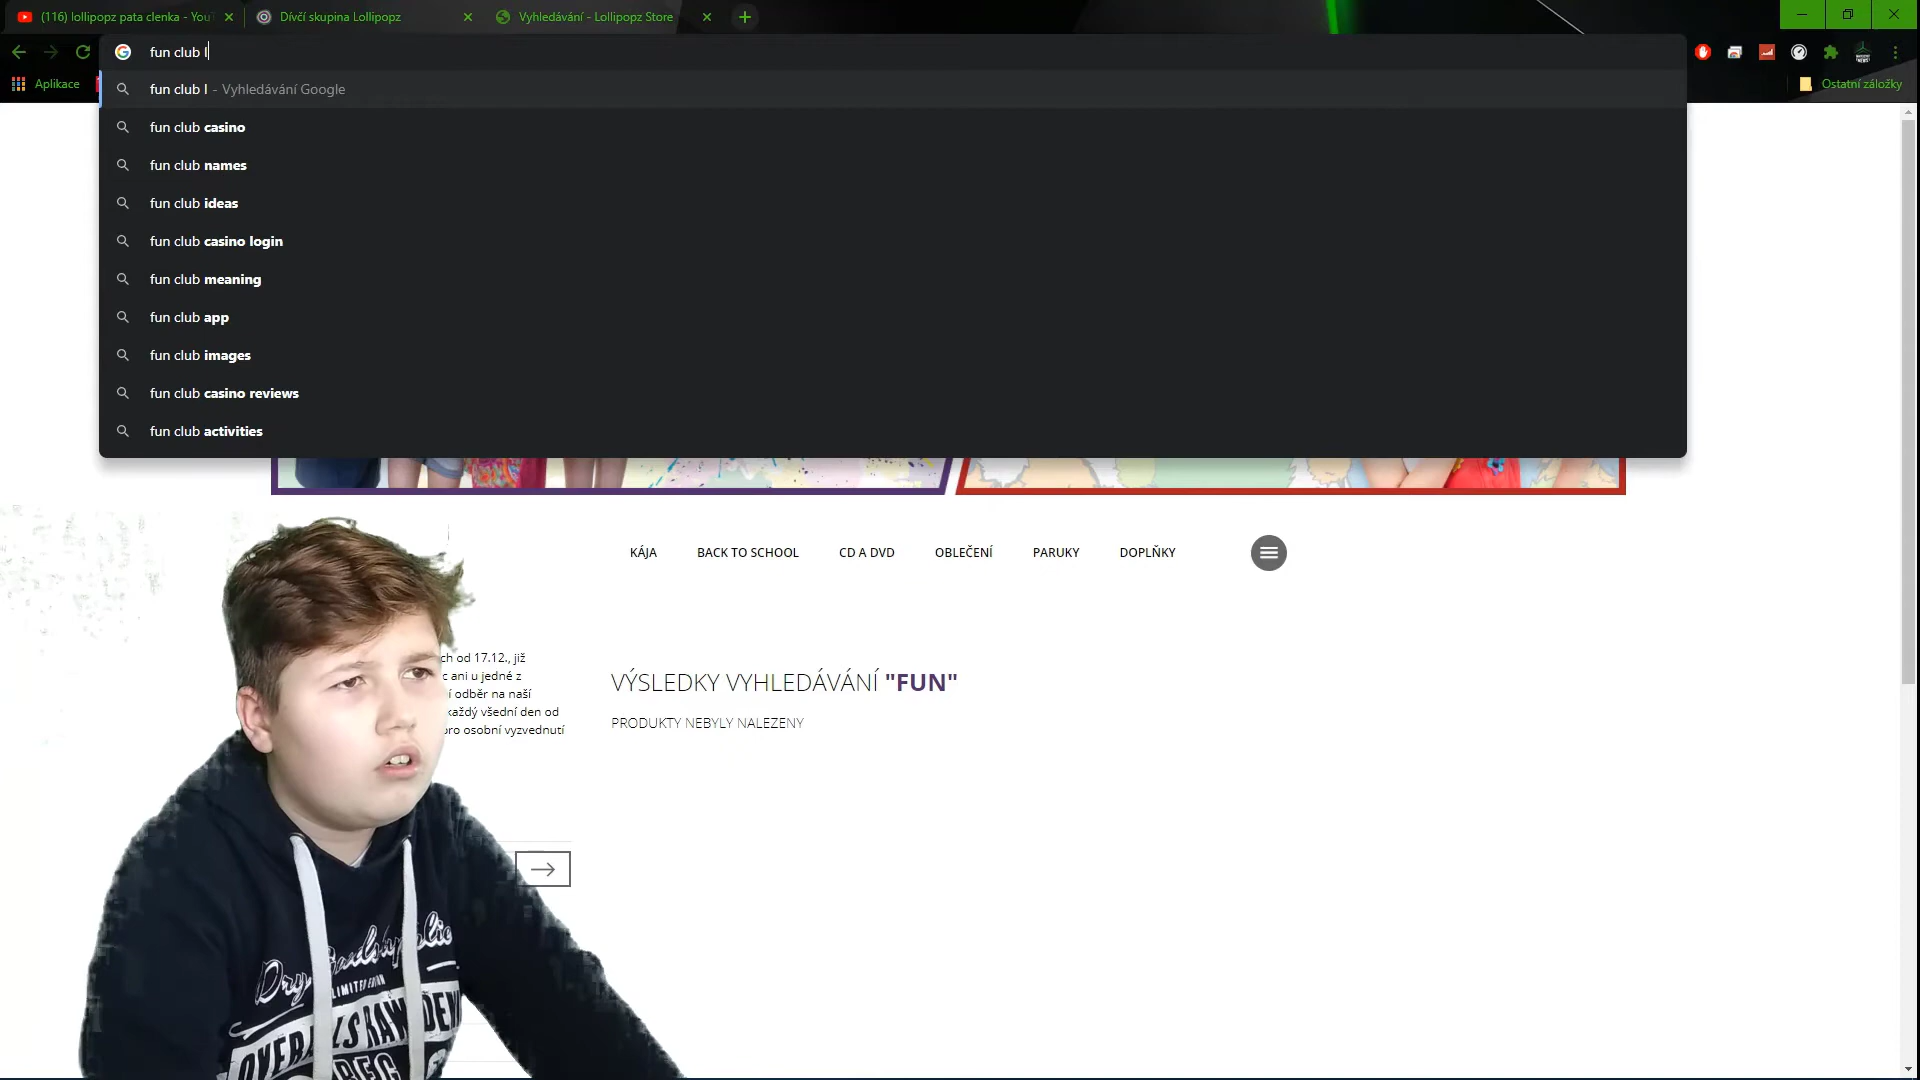 (116) lollipopz pata clenka - YouT
Dívčí skupina Lollipopz
Vyhledávání - Lollipopz Store
fun club l
Aplikace
Ostatní záložky
fun club l - Vyhledávání Google
fun club casino
fun club names
fun club ideas
fun club casino login
fun club meaning
fun club app
fun club images
fun club casino reviews
fun club activities
KÁJA
BACK TO SCHOOL
CD A DVD
OBLEČENÍ
PARUKY
DOPLŇKY
ch od 17.12., již
c ani u jedné z
í odběr na naší
každý všední den od
pro osobní vyzvednutí
VÝSLEDKY VYHLEDÁVÁNÍ "FUN"
PRODUKTY NEBYLY NALEZENY
LIMITED EDITION